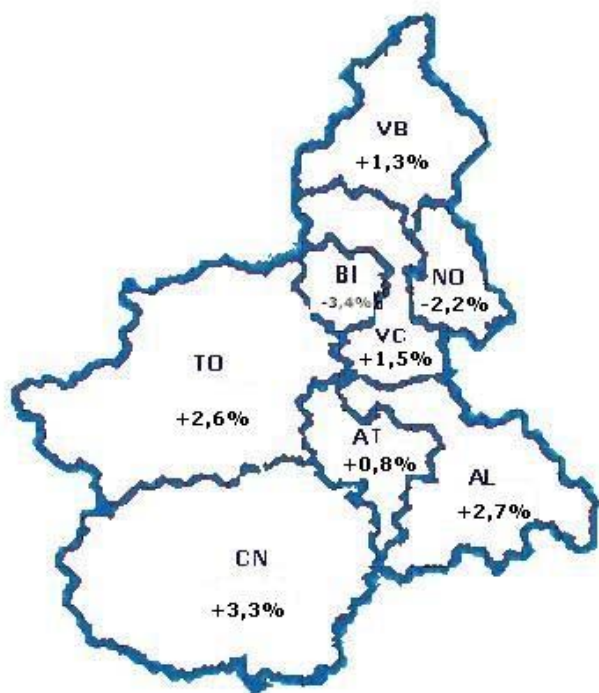 VB
+1,3%
BI
-3,4%
NO
-2,2%
VC
+1,5%
TO
+2,6%
AT
+0,8%
AL
+2,7%
CN
+3,3%